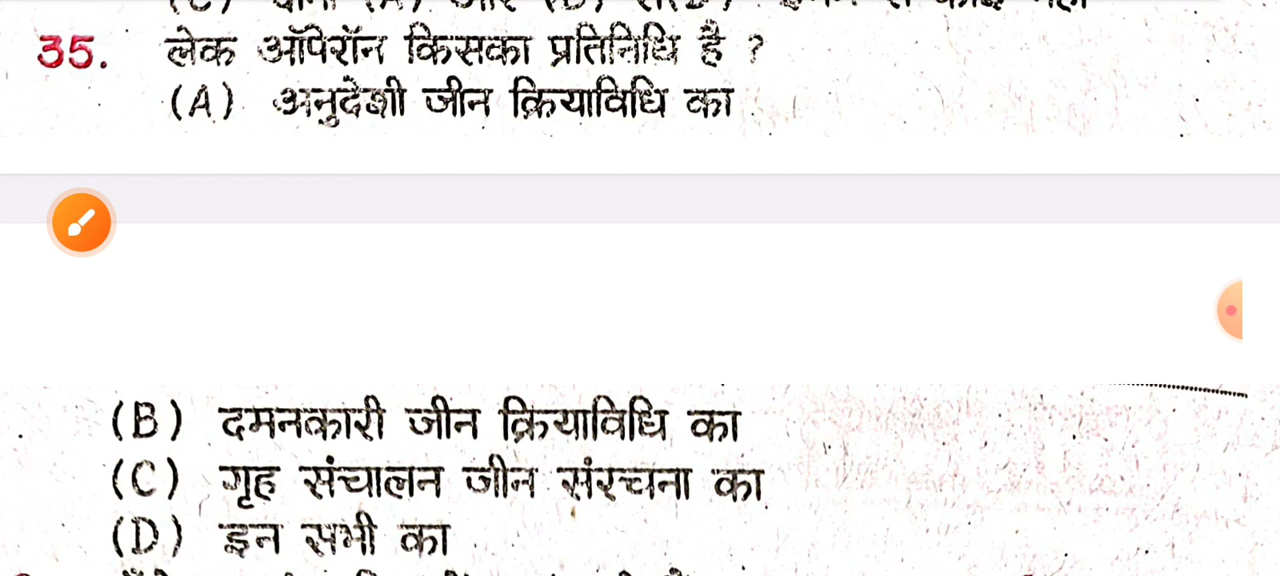 35. लेक ऑपेरॉन किसका प्रतिनिधि है ?
(A) अनुदेशी जीन क्रियाविधि का
(B) दमनकारी जीन क्रियाविधि का
(C) गृह संचालन जीन संरचना का
(D) इन सभी का